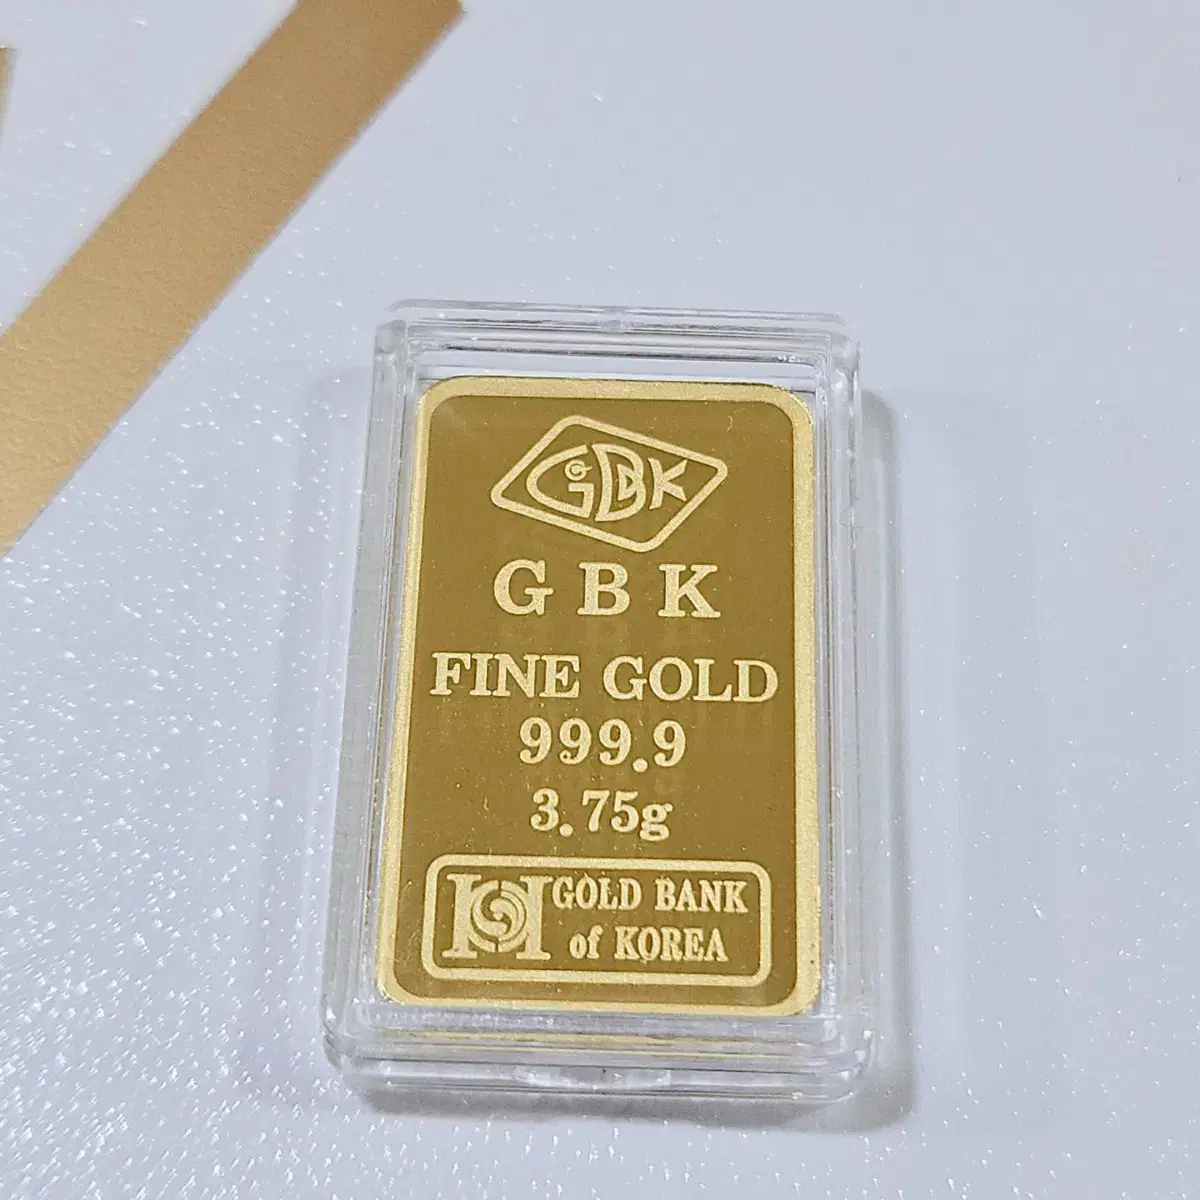 GBK
G B K
FINE GOLD
999.9
3.75g
GOLD BANK
of KOREA